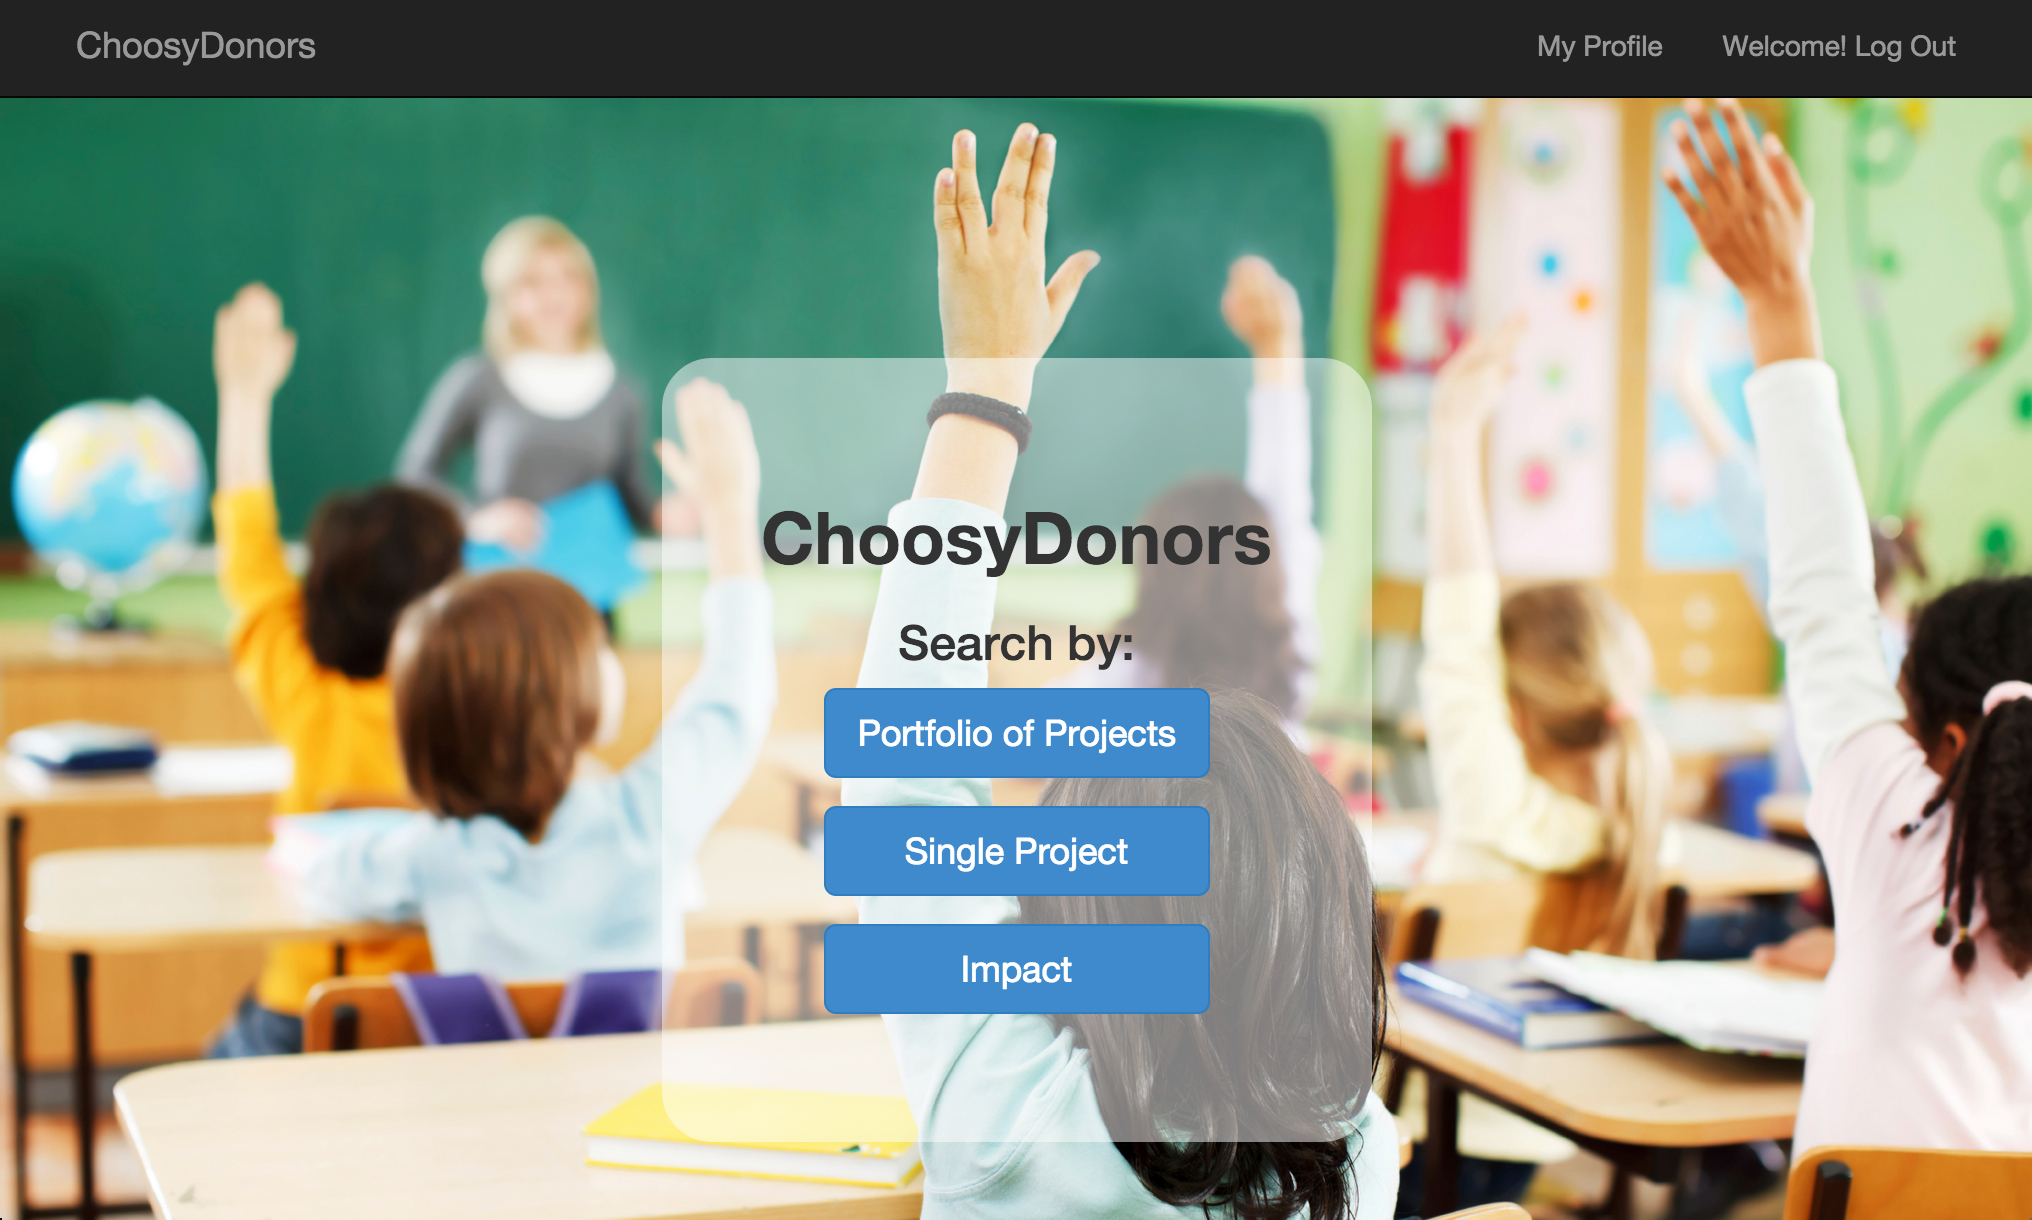 ChoosyDonors
My Profile
Welcome! Log Out
ChoosyDonors
Search by:
Portfolio of Projects
Single Project
Impact